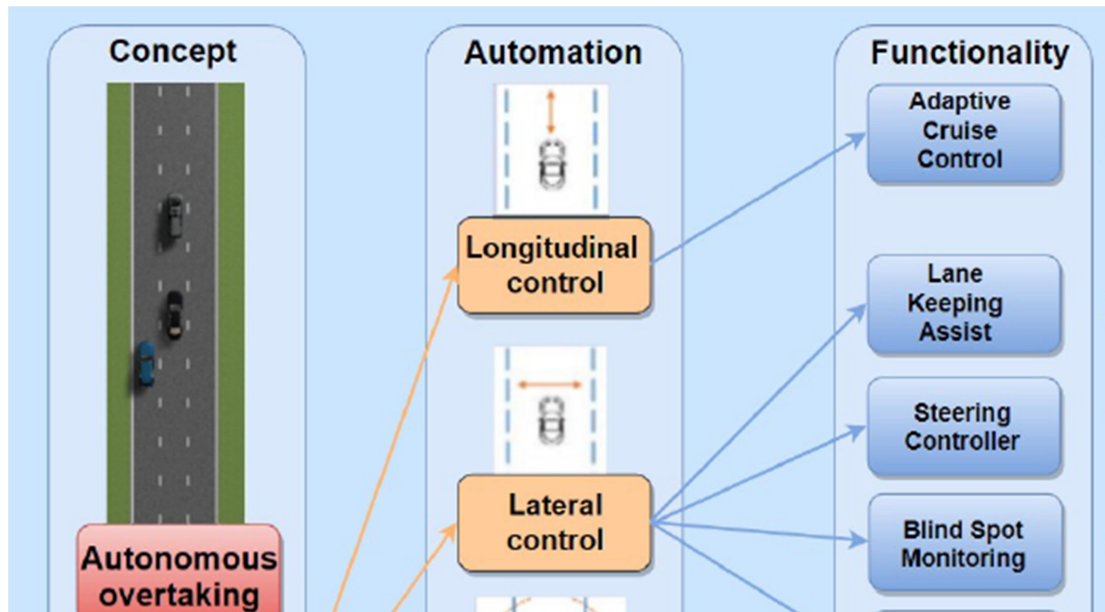 Concept
Autonomous
overtaking
Automation
Longitudinal
control
Lateral
control
Functionality
Adaptive
Cruise
Control
Lane
Keeping
Assist
Steering
Controller
Blind Spot
Monitoring